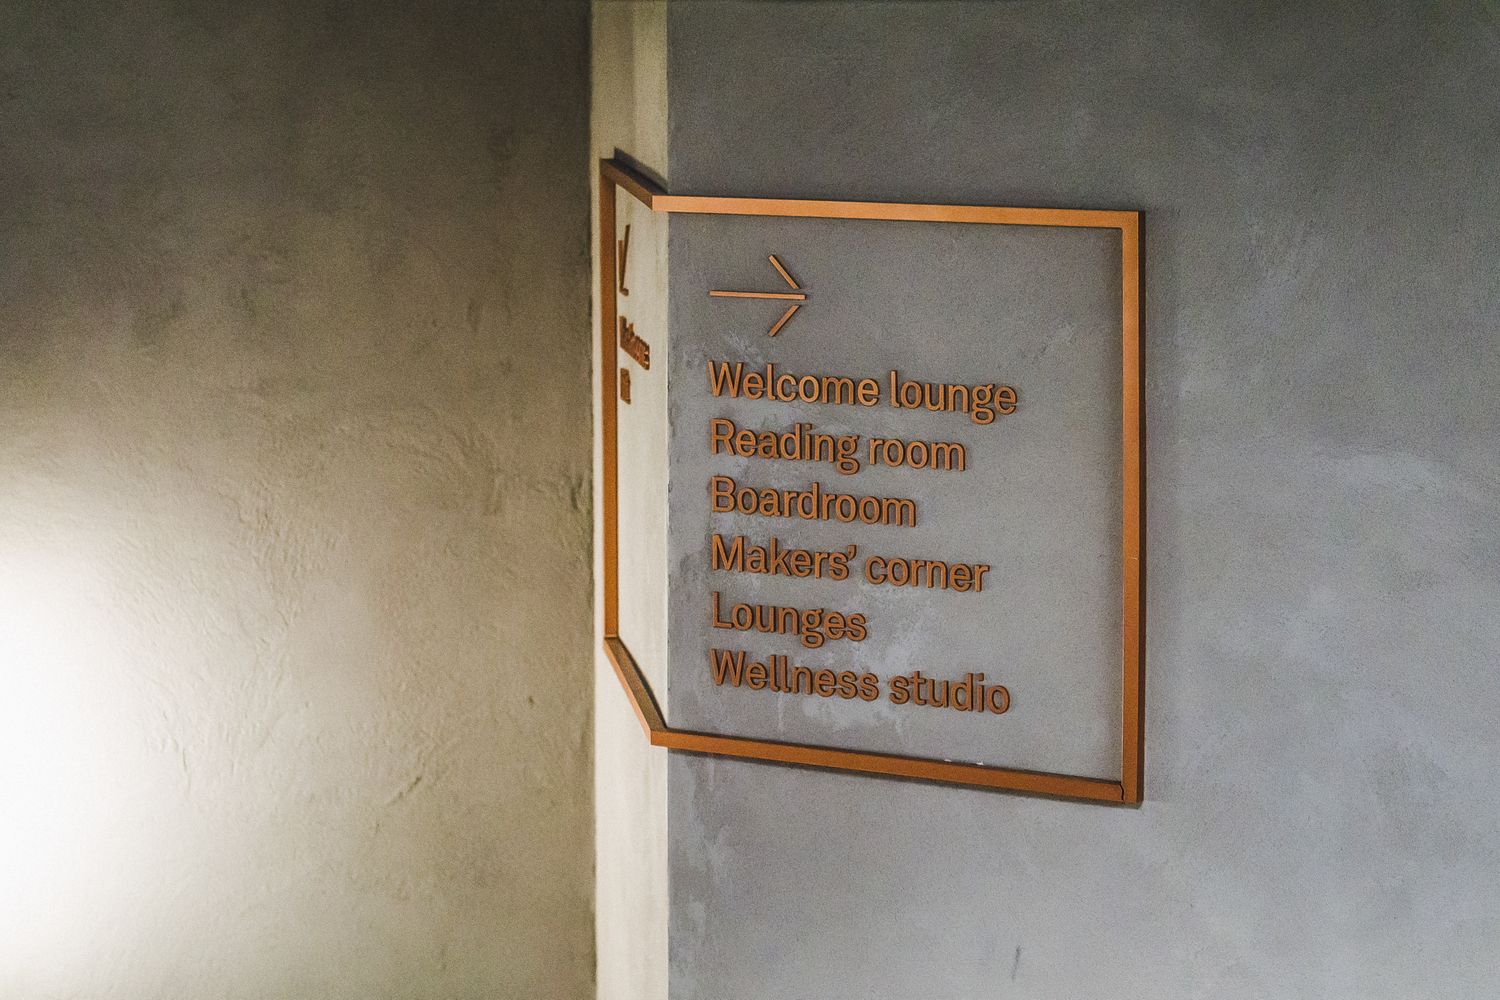 Welcome lounge
Reading room
Boardroom
Makers' corner
Lounges
Wellness studio